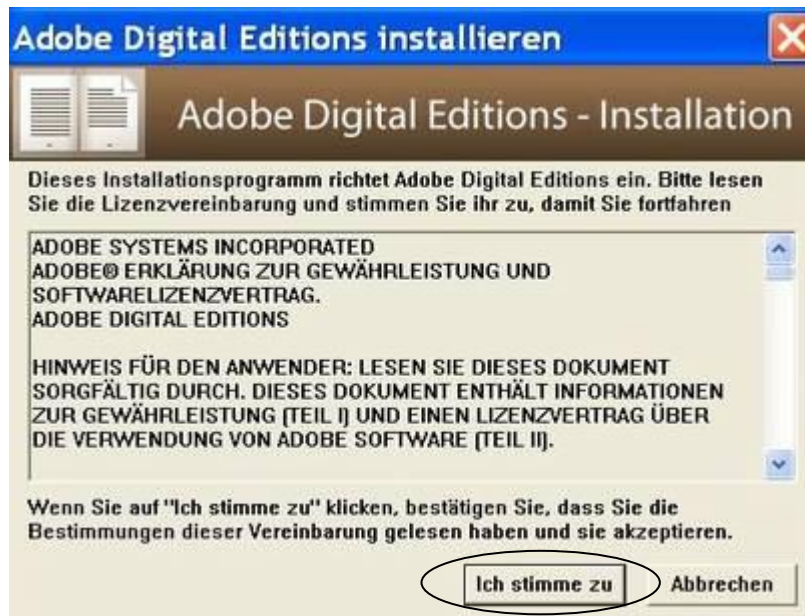 Adobe Digital Editions installieren
Adobe Digital Editions - Installation
Dieses Installationsprogramm richtet Adobe Digital Editions ein. Bitte lesen
Sie die Lizenzvereinbarung und stimmen Sie ihr zu, damit Sie fortfahren
ADOBE SYSTEMS INCORPORATED
ADOBE® ERKLÄRUNG ZUR GEWÄHRLEISTUNG UND
SOFTWARELIZENZVERTRAG.
ADOBE DIGITAL EDITIONS
HINWEIS FÜR DEN ANWENDER: LESEN SIE DIESES DOKUMENT
SORGFÄLTIG DURCH. DIESES DOKUMENT ENTHÄLT INFORMATIONEN
ZUR GEWÄHRLEISTUNG (TEIL I) UND EINEN LIZENZVERTRAG ÜBER
DIE VERWENDUNG VON ADOBE SOFTWARE (TEIL II).
Wenn Sie auf "Ich stimme zu" klicken, bestätigen Sie, dass Sie die
Bestimmungen dieser Vereinbarung gelesen haben und sie akzeptieren.
Ich stimme zu Abbrechen